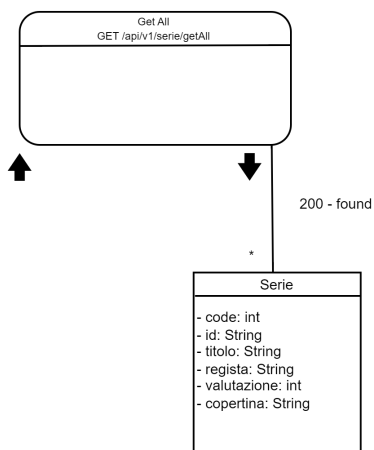 Get All
GET /api/v1/serie/getAll
200 - found
*
Serie
- code: int
- id: String
- titolo: String
- regista: String
- valutazione: int
- copertina: String